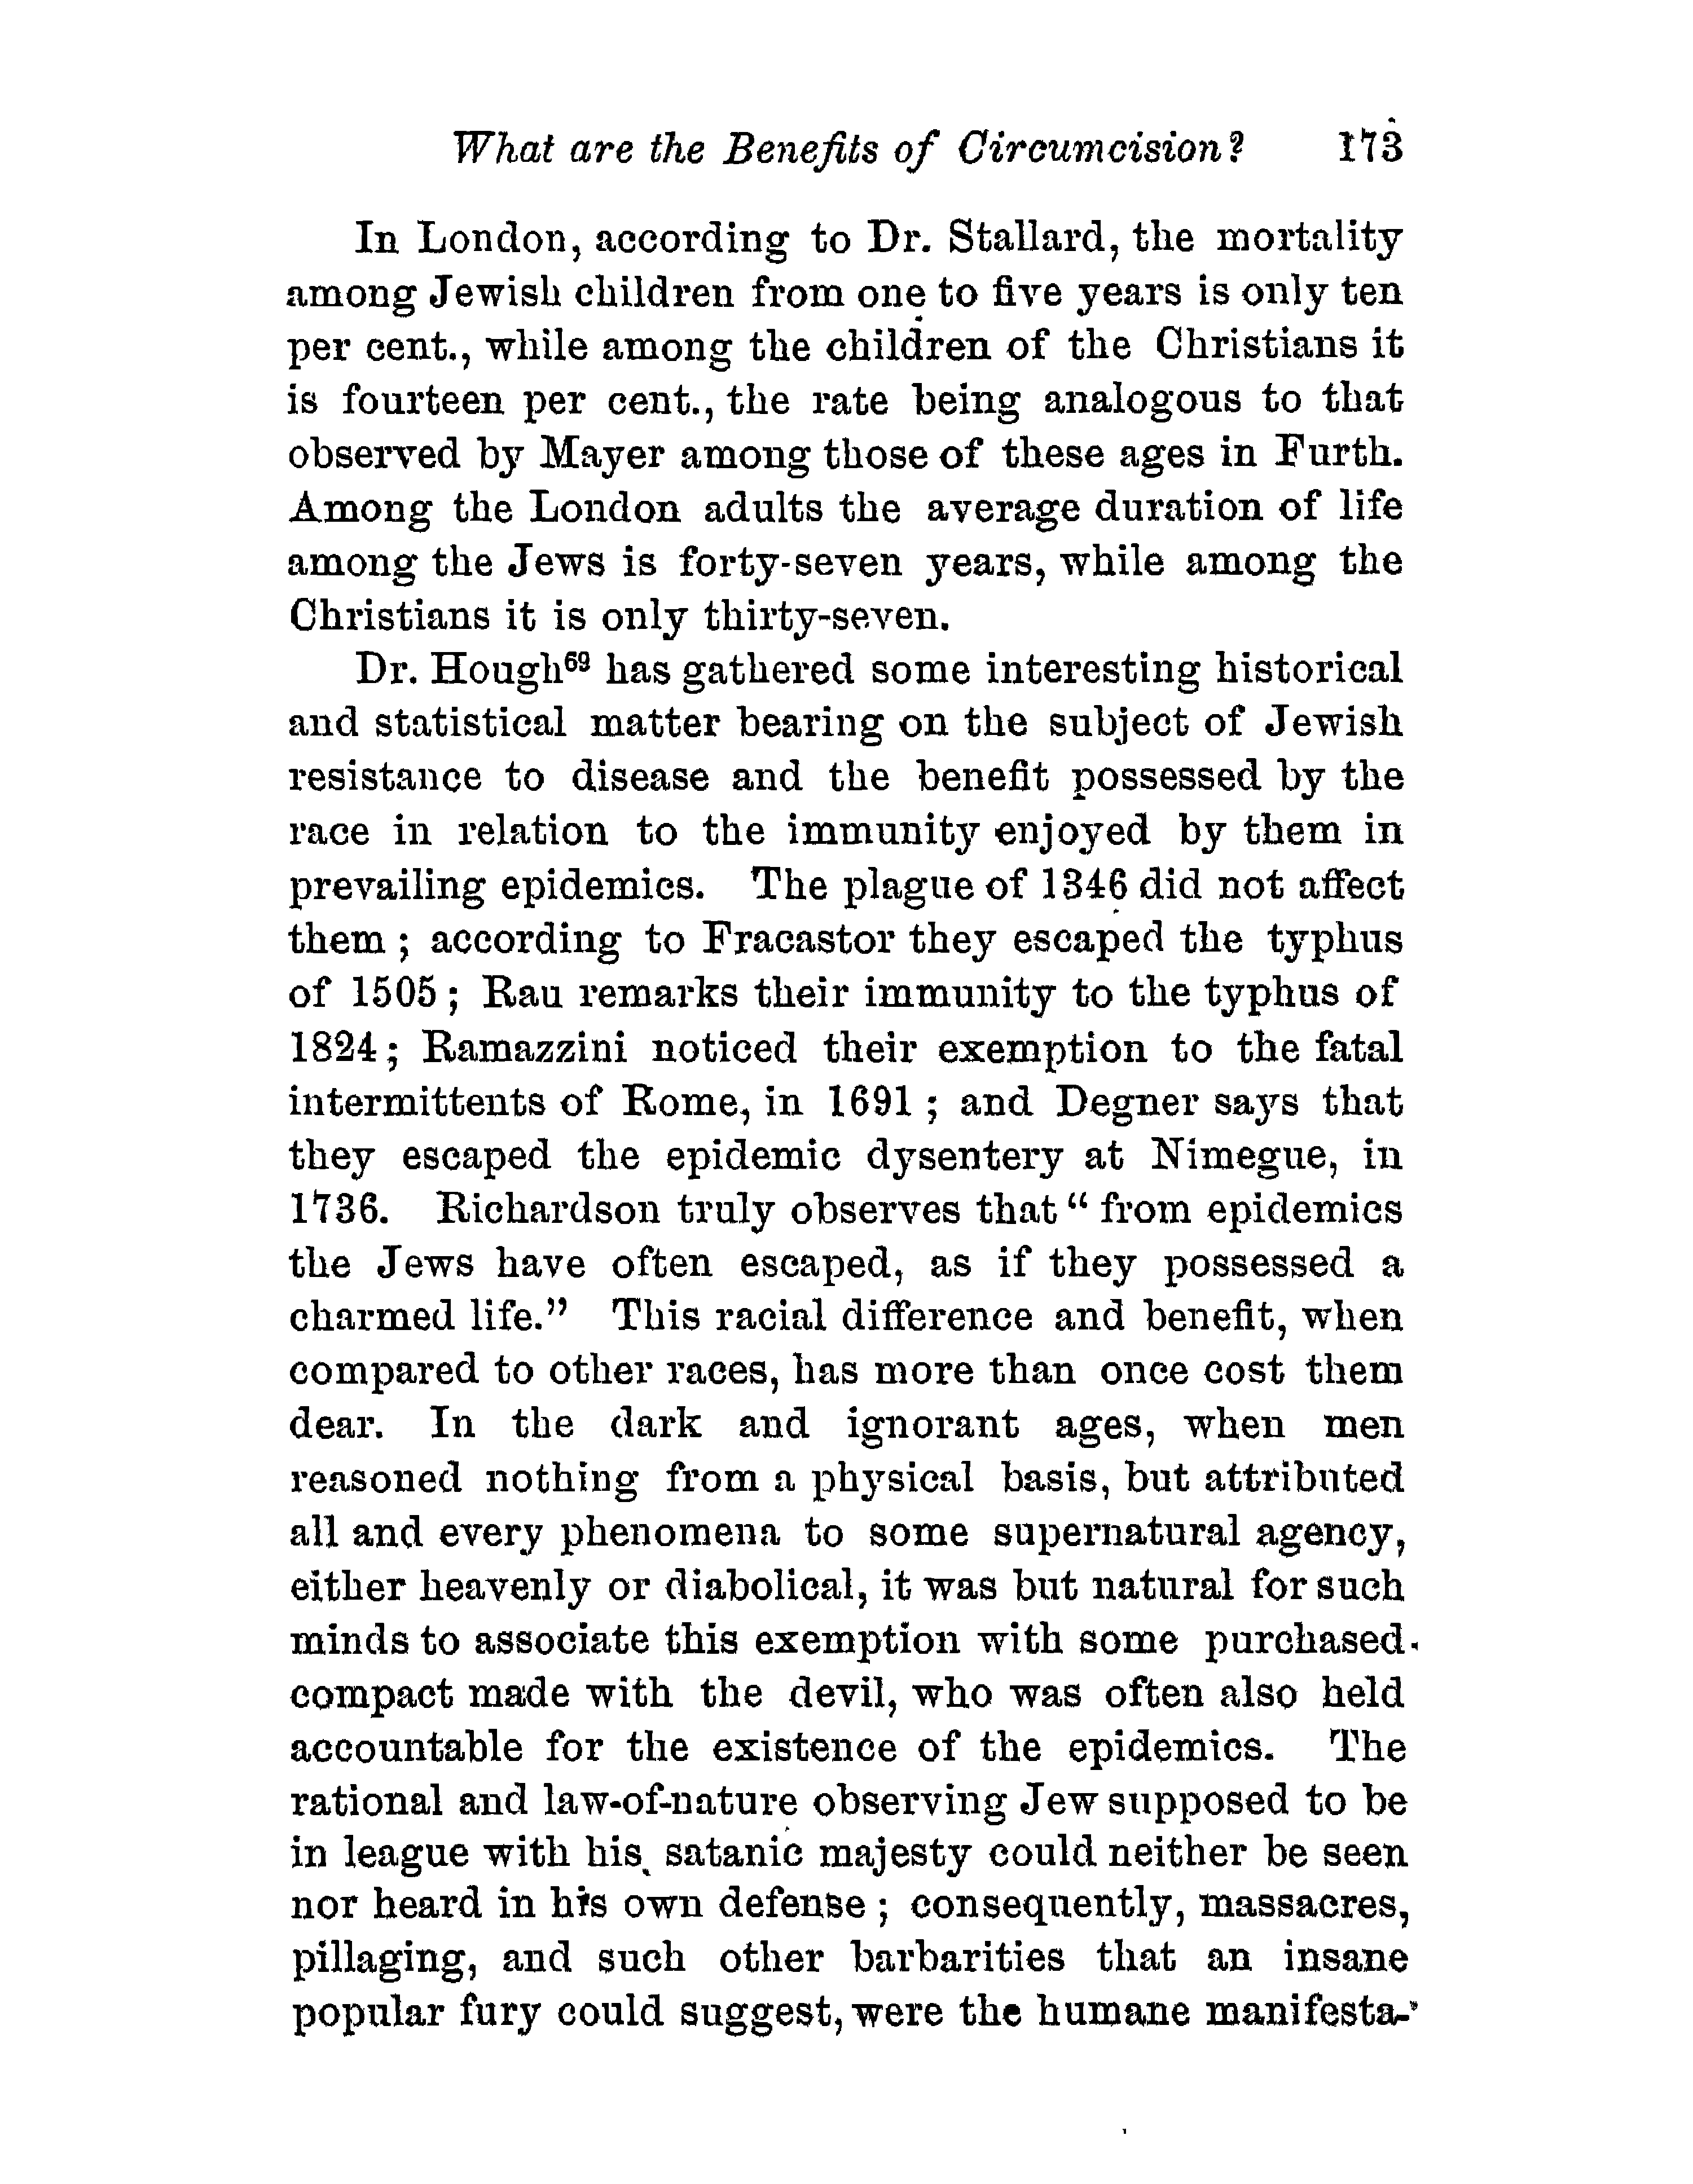 What are the Benefits of Circumcision? 173
In London, according to Dr. Stallard, the mortality
among Jewish children from one to five years is only ten
per cent., while among the children of the Christians it
is fourteen per cent., the rate being analogous to that
observed by Mayer among those of these ages in Furth.
Among the London adults the average duration of life
among the Jews is forty-seven years, while among the
Christians it is only thirty-seven.
Dr. Hough⁶⁹ has gathered some interesting historical
and statistical matter bearing on the subject of Jewish
resistance to disease and the benefit possessed by the
race in relation to the immunity enjoyed by them in
prevailing epidemics. The plague of 1346 did not affect
them; according to Fracastor they escaped the typhus
of 1505; Rau remarks their immunity to the typhus of
1824; Ramazzini noticed their exemption to the fatal
intermittents of Rome, in 1691; and Degner says that
they escaped the epidemic dysentery at Nimegue, in
1736. Richardson truly observes that "from epidemics
the Jews have often escaped, as if they possessed a
charmed life." This racial difference and benefit, when
compared to other races, has more than once cost them
dear. In the dark and ignorant ages, when men
reasoned nothing from a physical basis, but attributed
all and every phenomena to some supernatural agency,
either heavenly or diabolical, it was but natural for such
minds to associate this exemption with some purchased
compact made with the devil, who was often also held
accountable for the existence of the epidemics. The
rational and law-of-nature observing Jew supposed to be
in league with his satanic majesty could neither be seen
nor heard in his own defense; consequently, massacres,
pillaging, and such other barbarities that an insane
popular fury could suggest, were the humane manifesta-